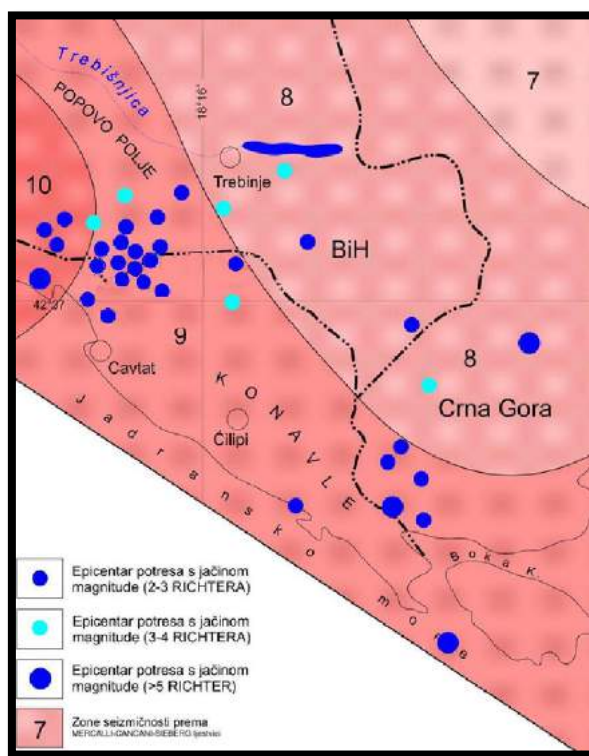 7
Trebišnjica
8
18°16'
POPOVO POLJE
Trebinje
10
BiH
42°37'
9
8
Cavtat
KONAVLE
Crna Gora
Ćilipi
Jadransko more
Boka K.
Epicentar potresa s jačinom
magnitude (2-3 RICHTERA)
Epicentar potresa s jačinom
magnitude (3-4 RICHTERA)
Epicentar potresa s jačinom
magnitude (>5 RICHTER)
7
Zone seizmičnosti prema
MERCALLI-CANCANI-SIEBERG ljestvici